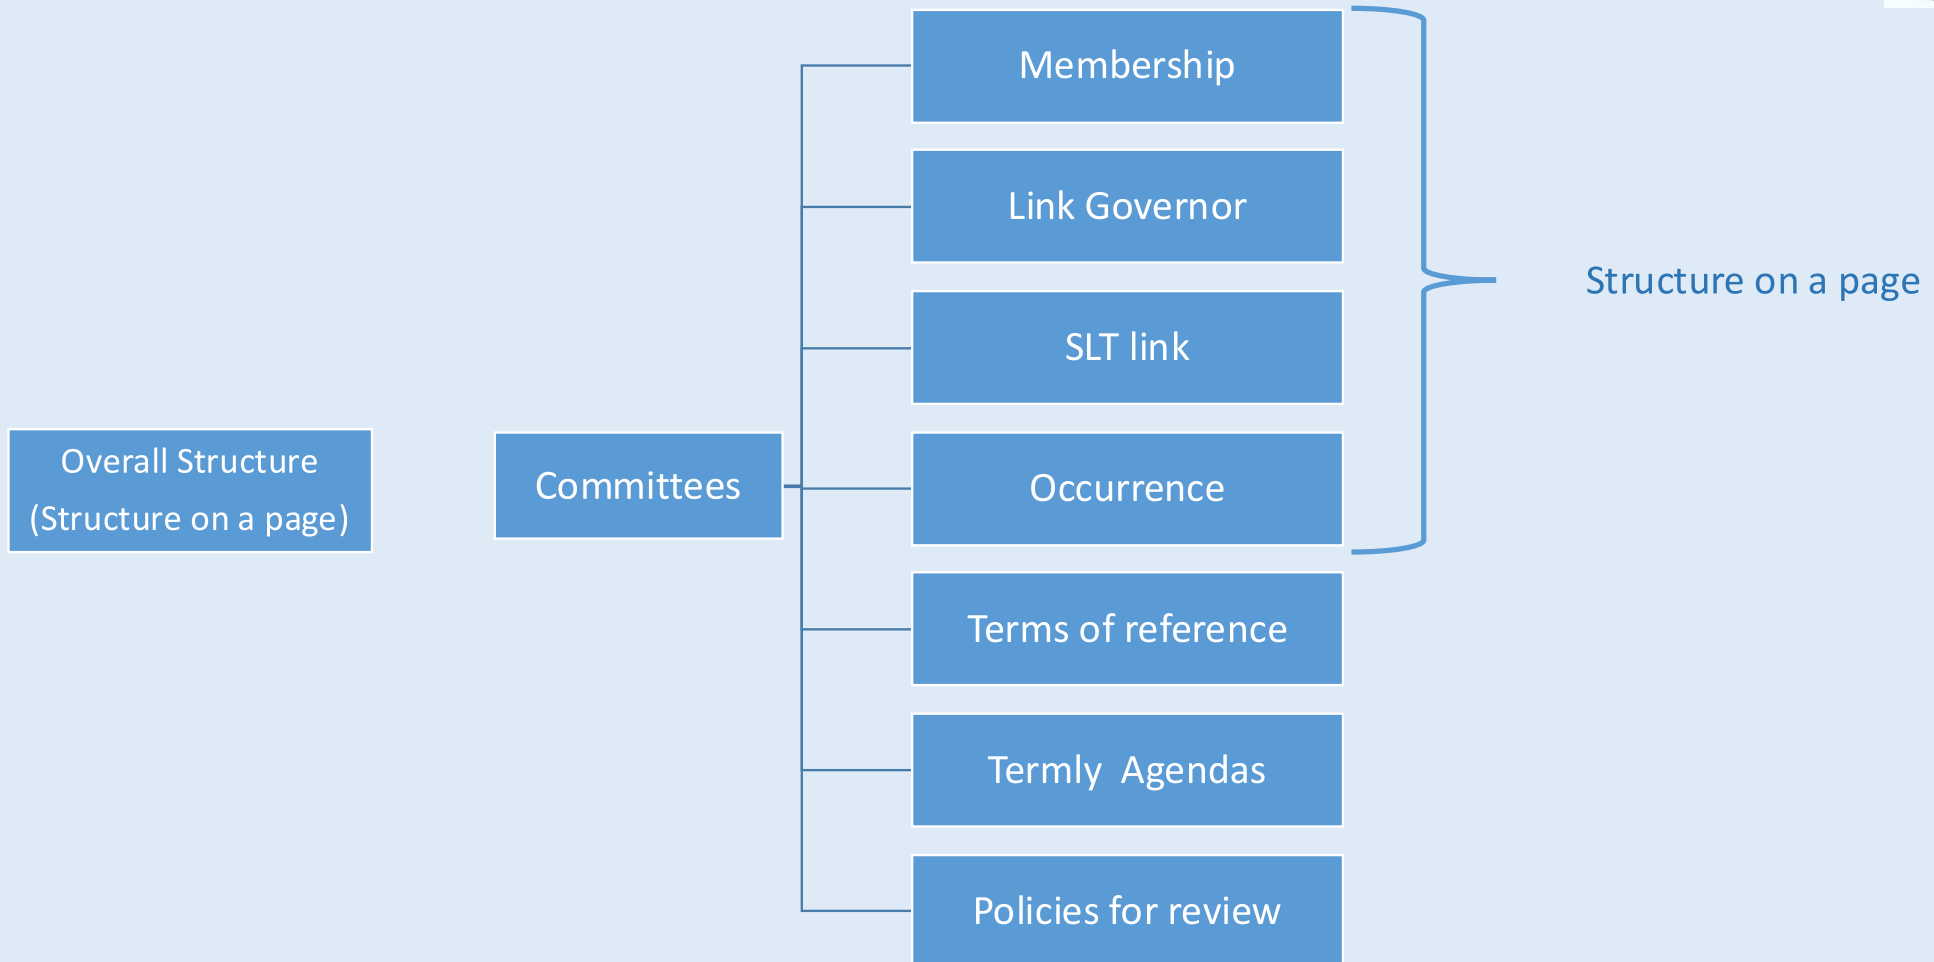 Membership
Link Governor
SLT link
Structure on a page
Overall Structure
(Structure on a page)
Committees
Occurrence
Terms of reference
Termly  Agendas
Policies for review